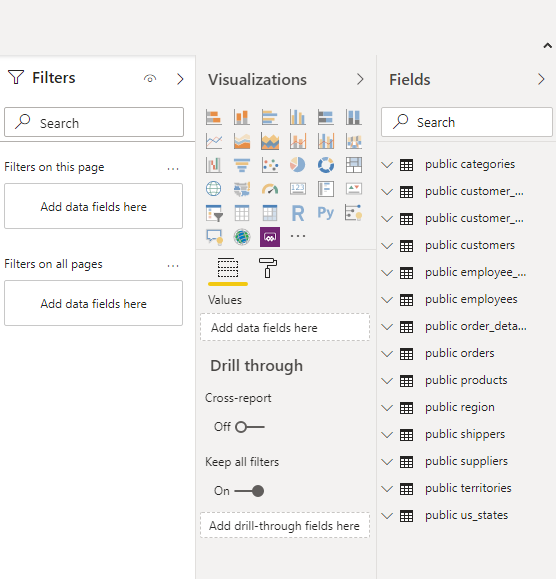 Filters
Search
Filters on this page
...
Add data fields here
Filters on all pages
...
Add data fields here
Visualizations
123
R
Py
...
Values
Add data fields here
Drill through
Cross-report
Off
Keep all filters
On
Add drill-through fields here
Fields
Search
public categories
public customer_...
public customer_...
public customers
public employee_...
public employees
public order_deta...
public orders
public products
public region
public shippers
public suppliers
public territories
public us_states